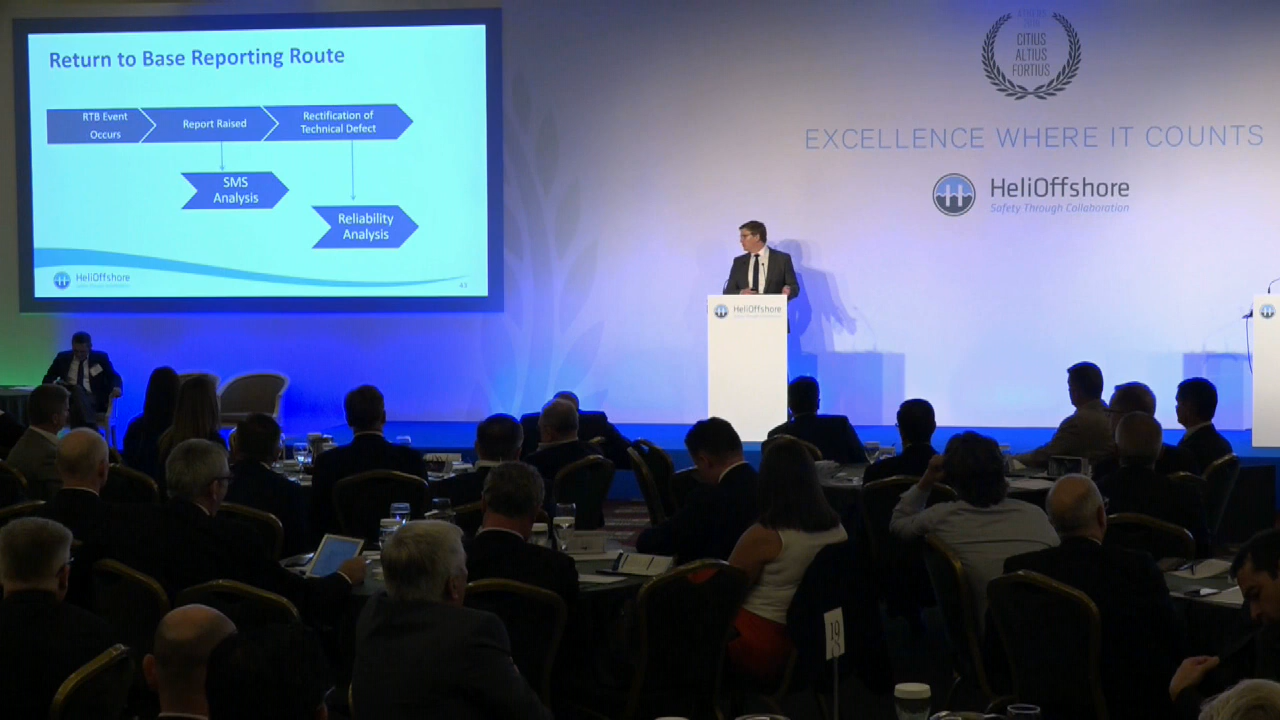 Return to Base Reporting Route
RTB Event
Occurs
Report Raised
Rectification of
Technical Defect
SMS
Analysis
Reliability
Analysis
HeliOffshore
43
CITIUS
ALTIUS
FORTIUS
EXCELLENCE WHERE IT COUNTS
HeliOffshore
Safety Through Collaboration
HeliOffshore
19